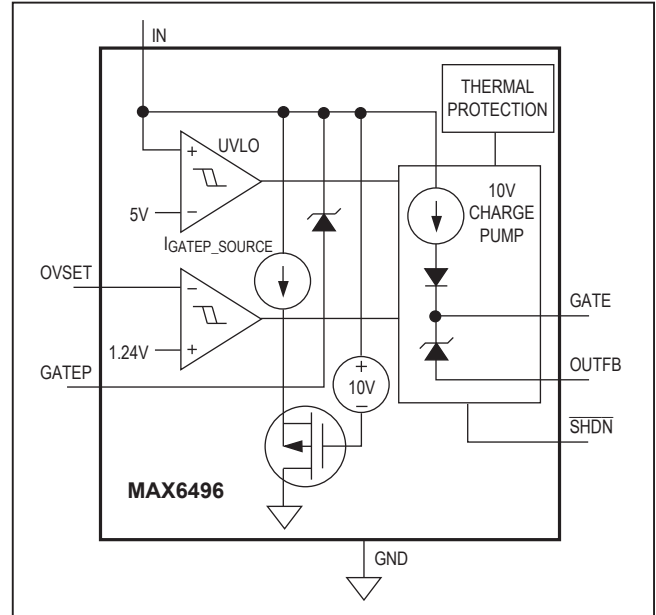 IN
THERMAL
PROTECTION
+
UVLO
-
5V
10V
CHARGE
PUMP
IGATEP_SOURCE
OVSET
-
GATE
1.24V
+
OUTFB
GATEP
+
10V
-
SHDN
MAX6496
GND